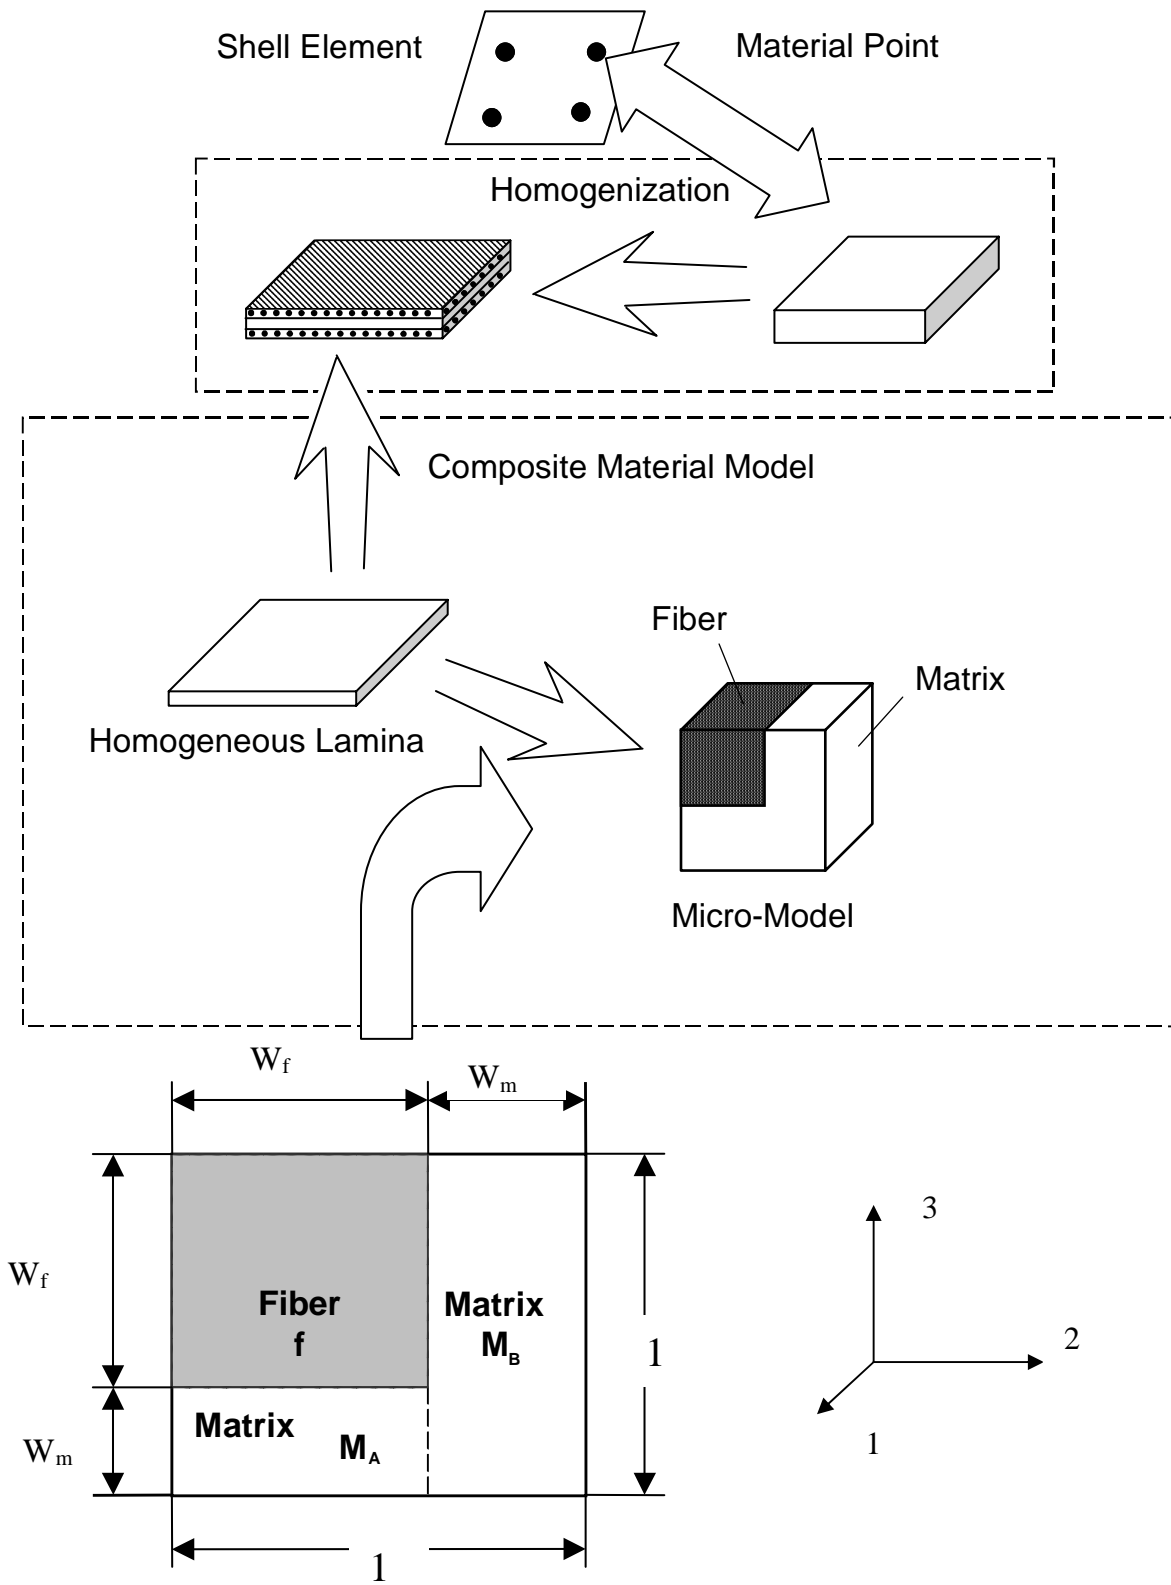 Shell Element
Material Point
Homogenization
Composite Material Model
Fiber
Matrix
Homogeneous Lamina
Micro-Model
Wf
Wm
Wf
Fiber
f
Matrix
MB
1
3
2
1
Matrix
MA
Wm
1